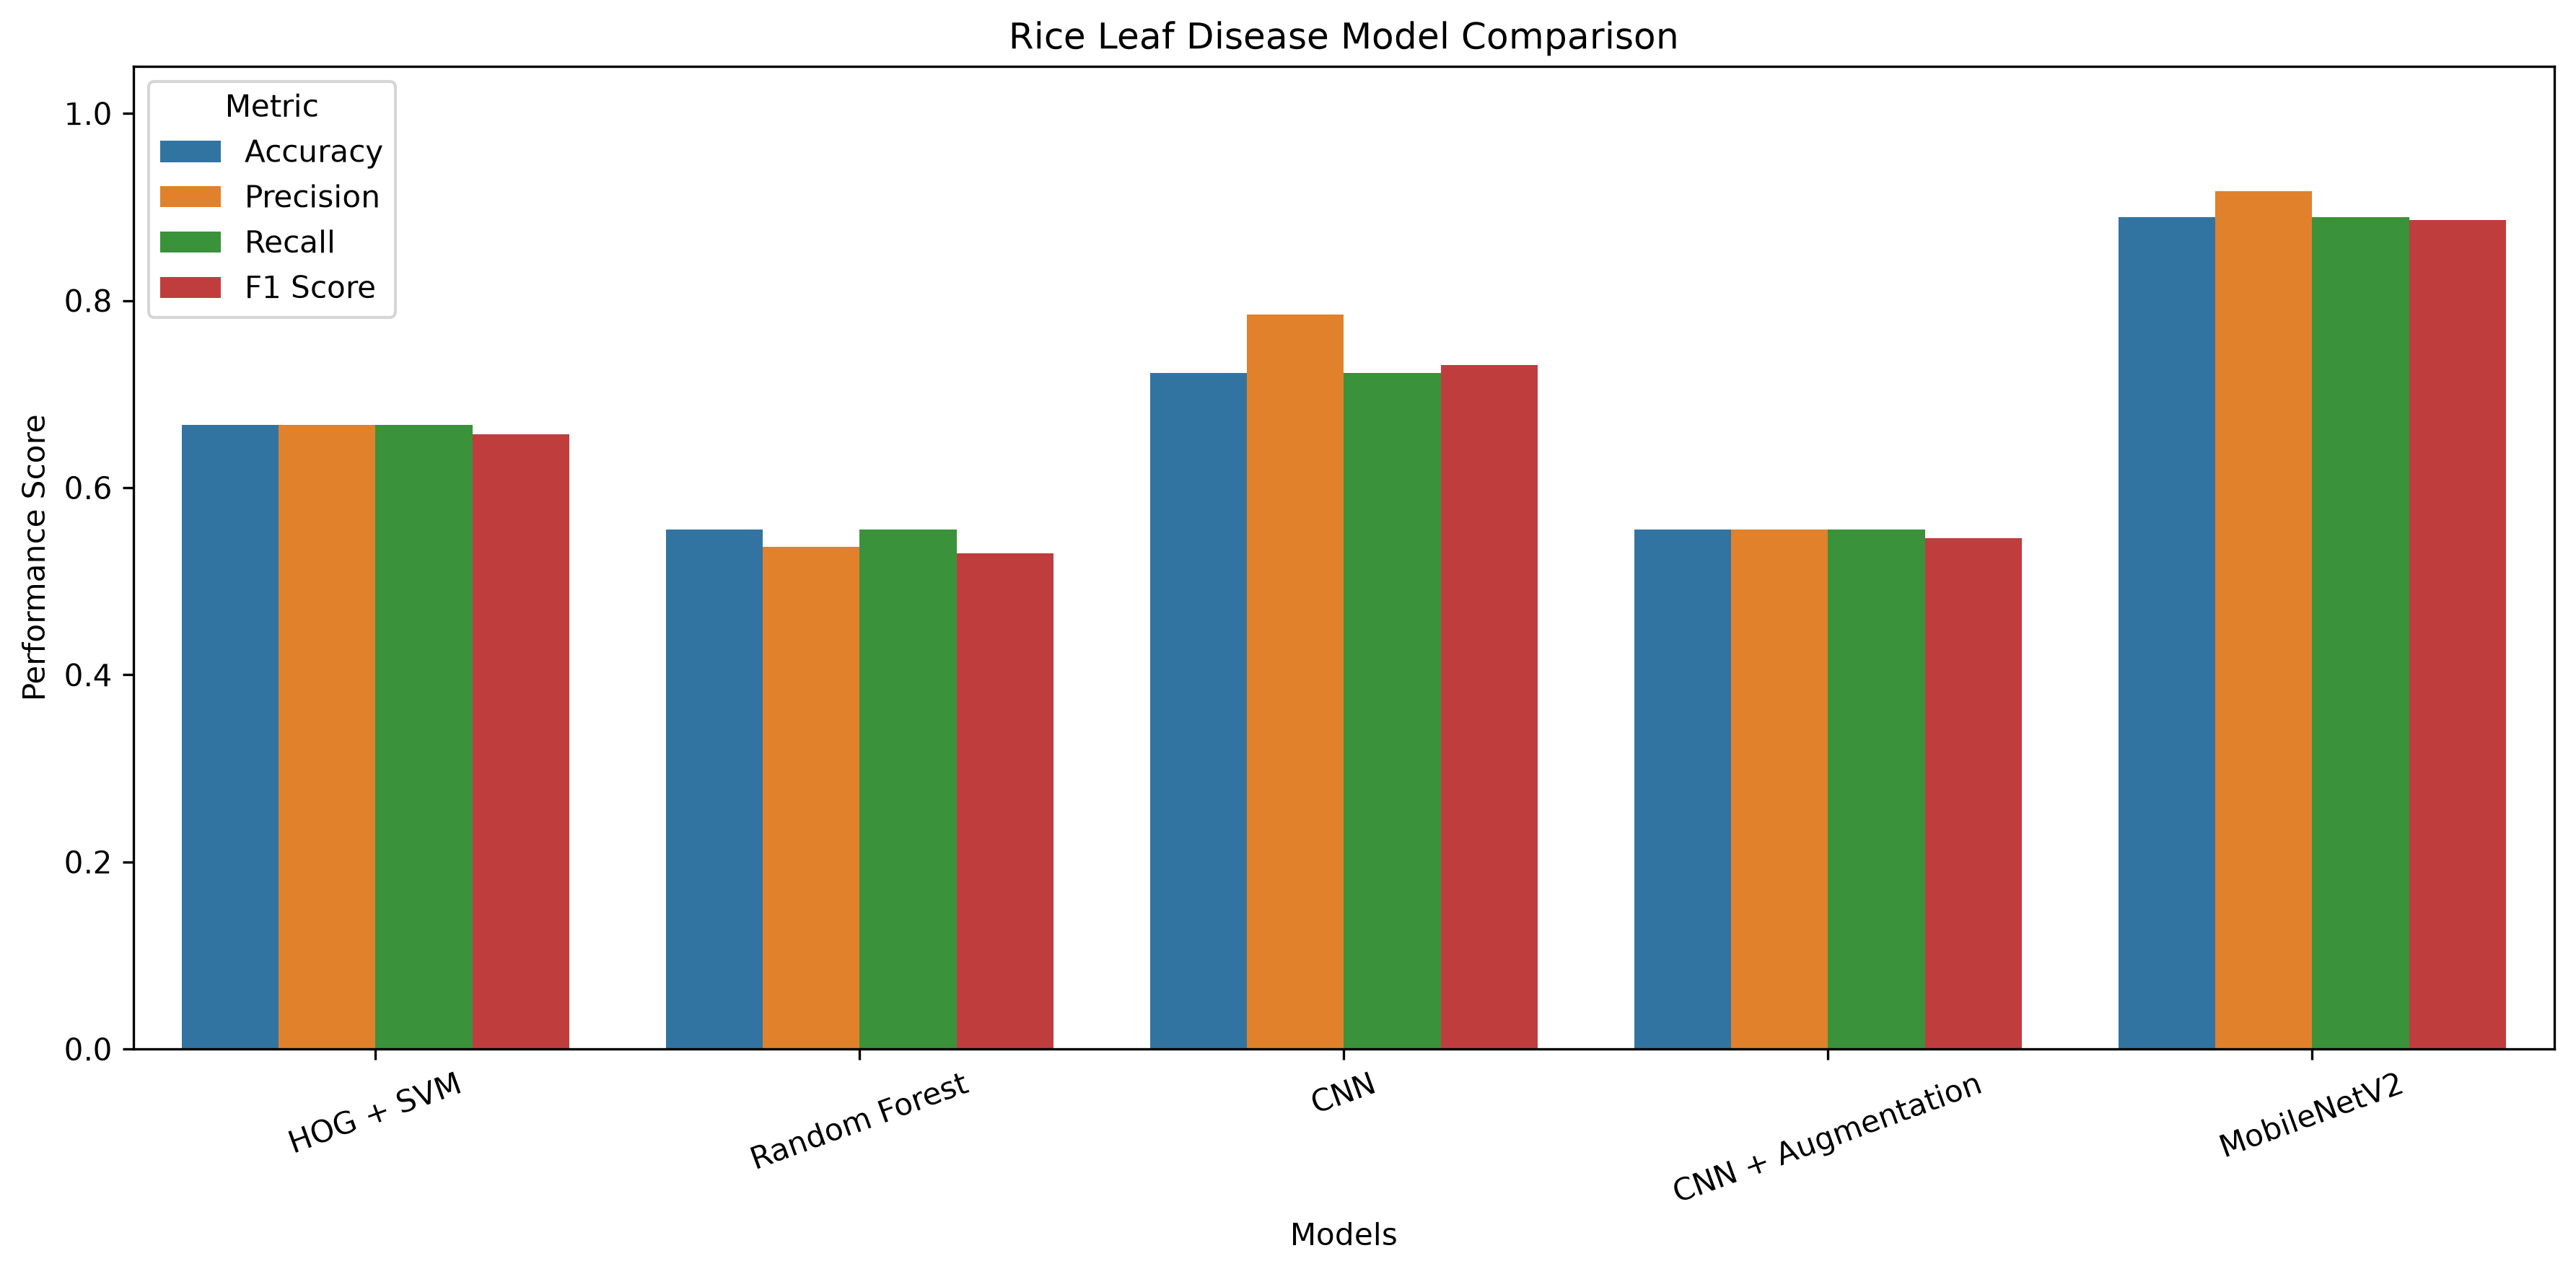 Rice Leaf Disease Model Comparison
Metric
Accuracy
Precision
Recall
F1 Score
Performance Score
1.0
0.8
0.6
0.4
0.2
0.0
HOG + SVM
Random Forest
CNN
CNN + Augmentation
MobileNetV2
Models